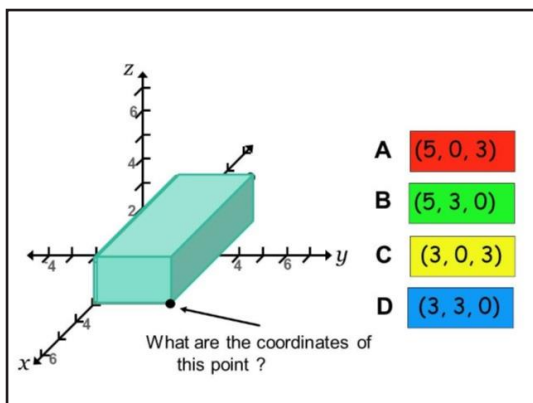 z
6
4
2
4
4
6
y
4
6
x
What are the coordinates of
this point ?
A (5, 0, 3)
B (5, 3, 0)
C (3, 0, 3)
D (3, 3, 0)